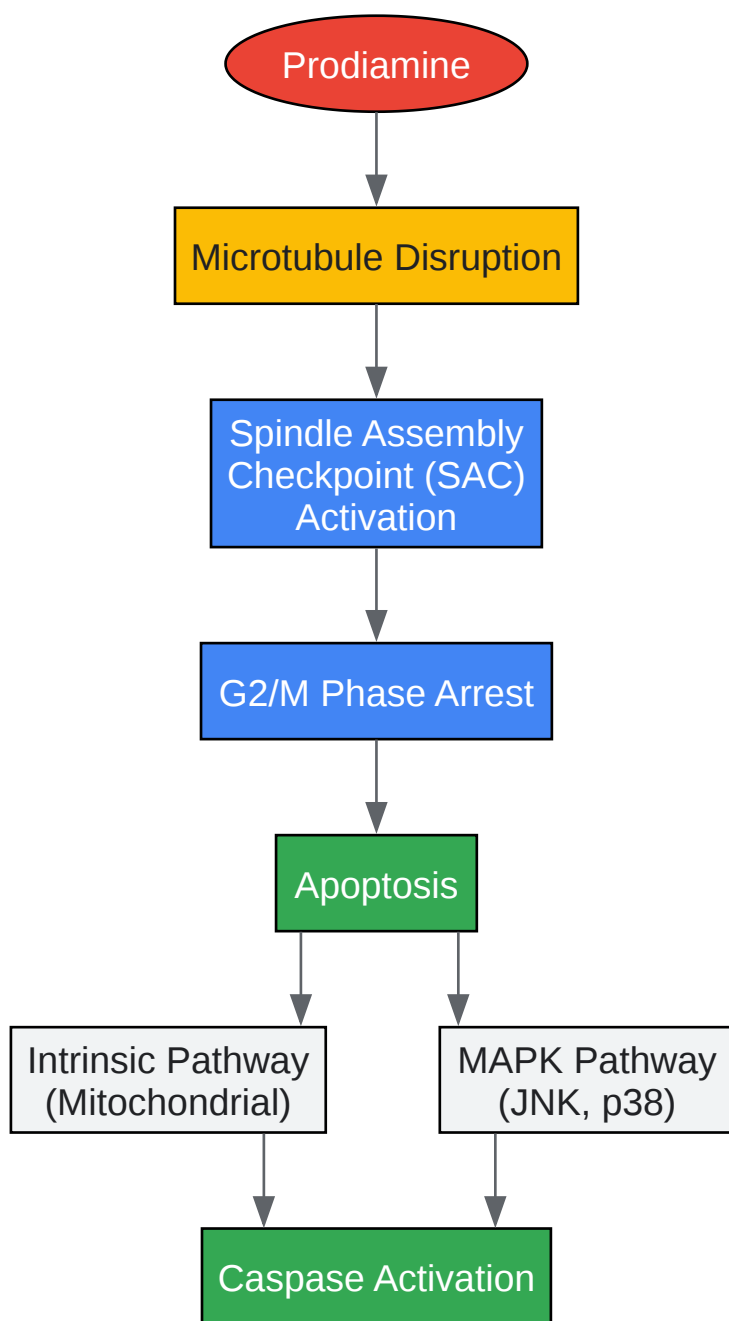 Prodiamine
Microtubule Disruption
Spindle Assembly
Checkpoint (SAC)
Activation
G2/M Phase Arrest
Apoptosis
Intrinsic Pathway
(Mitochondrial)
MAPK Pathway
(JNK, p38)
Caspase Activation